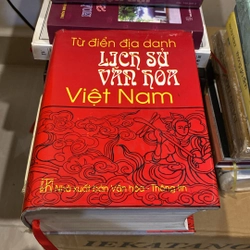 Từ điển địa danh
LỊCH SỬ
VĂN HÓA
Việt Nam
Nhà xuất bản văn hóa - Thông tin